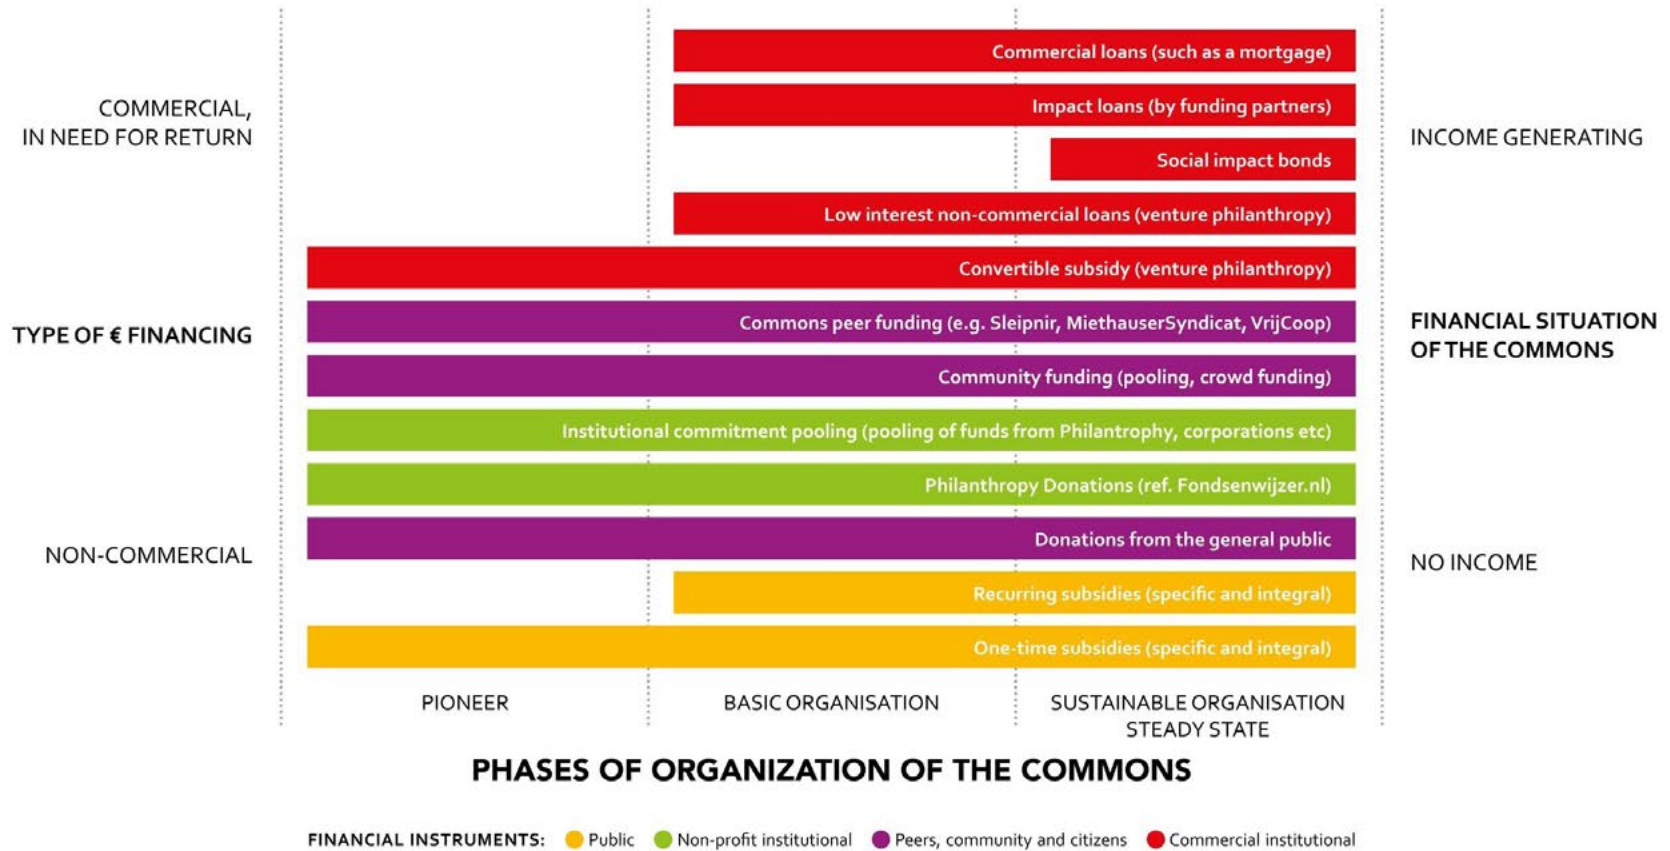 Commercial loans (such as a mortgage)
COMMERCIAL,
IN NEED FOR RETURN
Impact loans (by funding partners)
INCOME GENERATING
Social impact bonds
Low interest non-commercial loans (venture philanthropy)
Convertible subsidy (venture philanthropy)
TYPE OF € FINANCING
Commons peer funding (e.g. Sleipnir, MiethauserSyndicat, VrijCoop)
FINANCIAL SITUATION
OF THE COMMONS
Community funding (pooling, crowd funding)
Institutional commitment pooling (pooling of funds from Philantrophy, corporations etc)
Philanthropy Donations (ref. Fondsenwijzer.nl)
NON-COMMERCIAL
Donations from the general public
NO INCOME
Recurring subsidies (specific and integral)
One-time subsidies (specific and integral)
PIONEER
BASIC ORGANISATION
SUSTAINABLE ORGANISATION
STEADY STATE
PHASES OF ORGANIZATION OF THE COMMONS
FINANCIAL INSTRUMENTS: Public Non-profit institutional Peers, community and citizens Commercial institutional